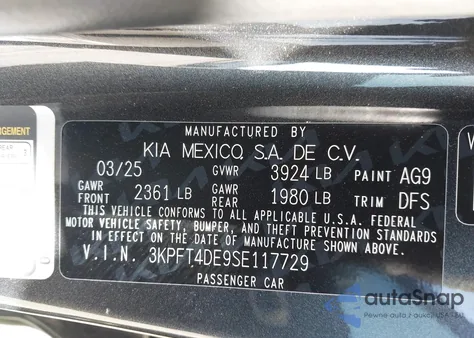 MANUFACTURED BY
KIA MEXICO, S.A. DE C.V.
03/25 GVWR 3924 LB PAINT AG9
GAWR FRONT 2361 LB GAWR REAR 1980 LB TRIM DFS
THIS VEHICLE CONFORMS TO ALL APPLICABLE U.S.A. FEDERAL
MOTOR VEHICLE SAFETY, BUMPER, AND THEFT PREVENTION STANDARDS
IN EFFECT ON THE DATE OF MANUFACTURE SHOWN ABOVE.
V.I.N. 3KPFT4DE9SE117729
PASSENGER CAR
autoSnap